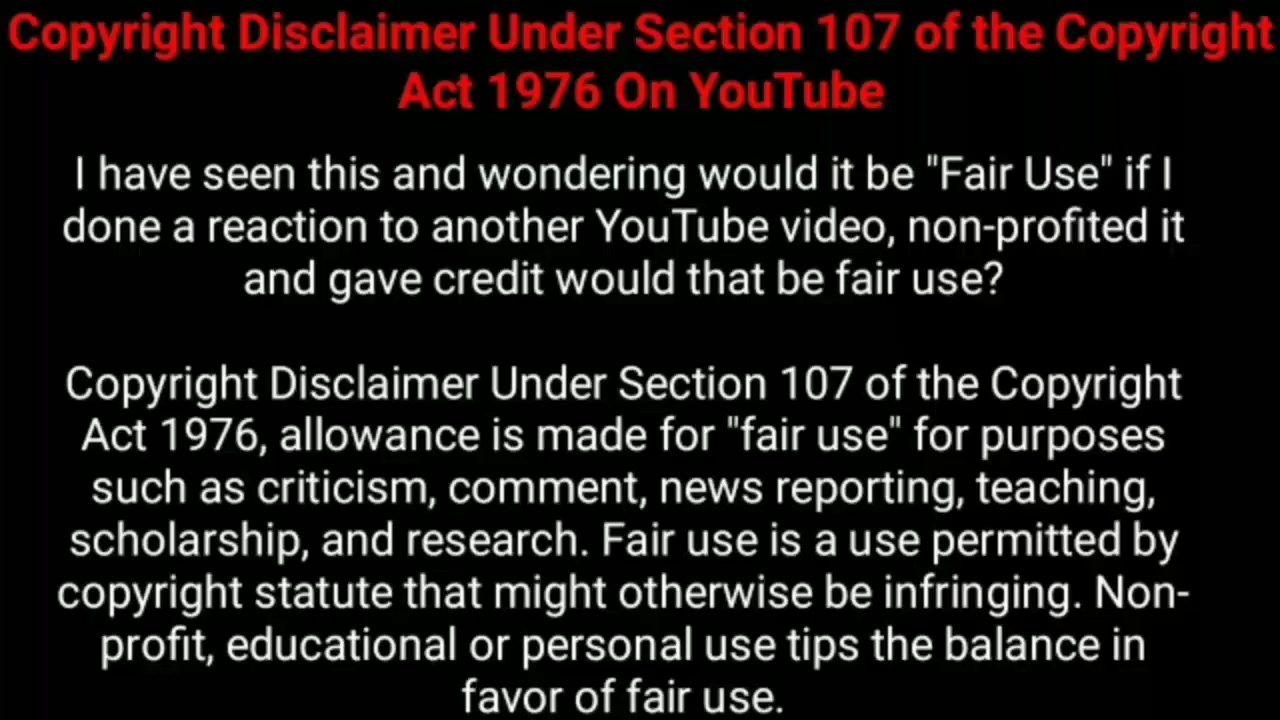 Copyright Disclaimer Under Section 107 of the Copyright
Act 1976 On YouTube
I have seen this and wondering would it be "Fair Use" if I
done a reaction to another YouTube video, non-profited it
and gave credit would that be fair use?
Copyright Disclaimer Under Section 107 of the Copyright
Act 1976, allowance is made for "fair use" for purposes
such as criticism, comment, news reporting, teaching,
scholarship, and research. Fair use is a use permitted by
copyright statute that might otherwise be infringing. Non-
profit, educational or personal use tips the balance in
favor of fair use.